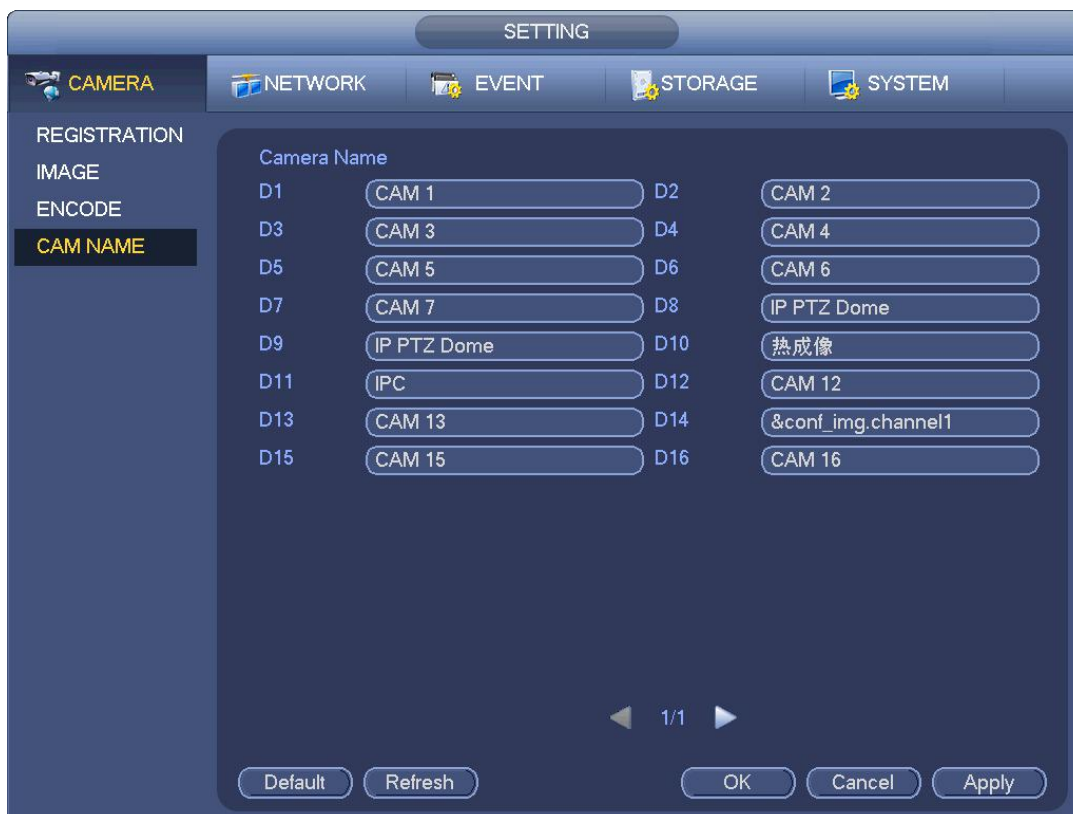 SETTING
CAMERA NETWORK EVENT STORAGE SYSTEM
REGISTRATION
IMAGE
ENCODE
CAM NAME
Camera Name
D1 CAM 1 D2 CAM 2
D3 CAM 3 D4 CAM 4
D5 CAM 5 D6 CAM 6
D7 CAM 7 D8 IP PTZ Dome
D9 IP PTZ Dome D10 热成像
D11 IPC D12 CAM 12
D13 CAM 13 D14 &conf_img.channel1
D15 CAM 15 D16 CAM 16
1/1
Default Refresh OK Cancel Apply